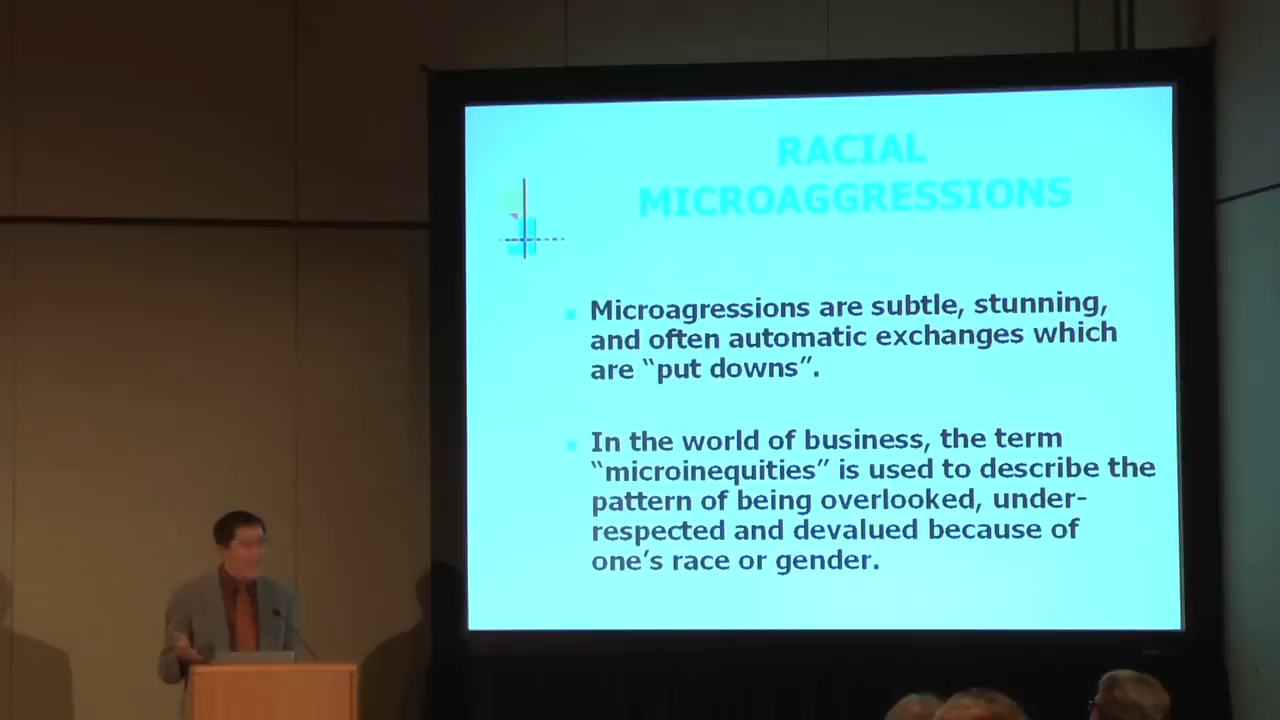 RACIAL
MICROAGGRESSIONS
Microagressions are subtle, stunning,
and often automatic exchanges which
are “put downs”.
In the world of business, the term
“microinequities” is used to describe the
pattern of being overlooked, under-
respected and devalued because of
one’s race or gender.